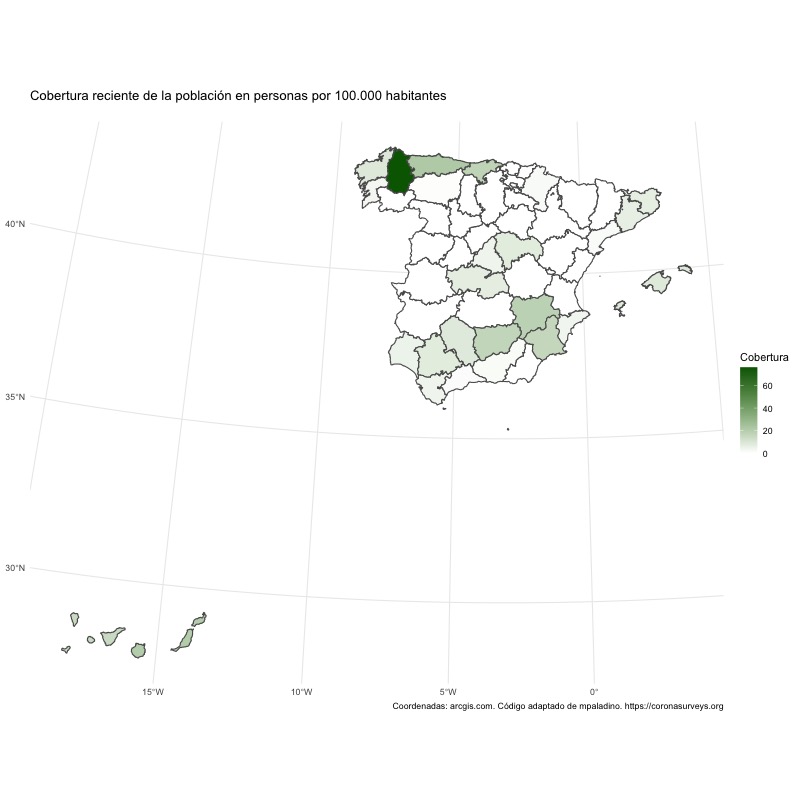 Cobertura reciente de la población en personas por 100.000 habitantes
40°N
35°N
30°N
15°W
10°W
5°W
0°
Cobertura
60
40
20
0
Coordenadas: arcgis.com. Código adaptado de mpaladino. https://coronasurveys.org